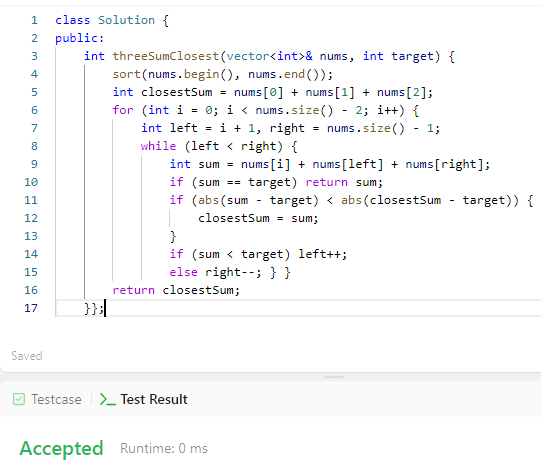 1 class Solution {
2 public:
3     int threeSumClosest(vector<int>& nums, int target) {
4         sort(nums.begin(), nums.end());
5         int closestSum = nums[0] + nums[1] + nums[2];
6         for (int i = 0; i < nums.size() - 2; i++) {
7             int left = i + 1, right = nums.size() - 1;
8             while (left < right) {
9                 int sum = nums[i] + nums[left] + nums[right];
10                 if (sum == target) return sum;
11                 if (abs(sum - target) < abs(closestSum - target)) {
12                     closestSum = sum;
13                 }
14                 if (sum < target) left++;
15                 else right--; } }
16         return closestSum;
17     }};
Saved
Testcase | >_ Test Result
Accepted Runtime: 0 ms